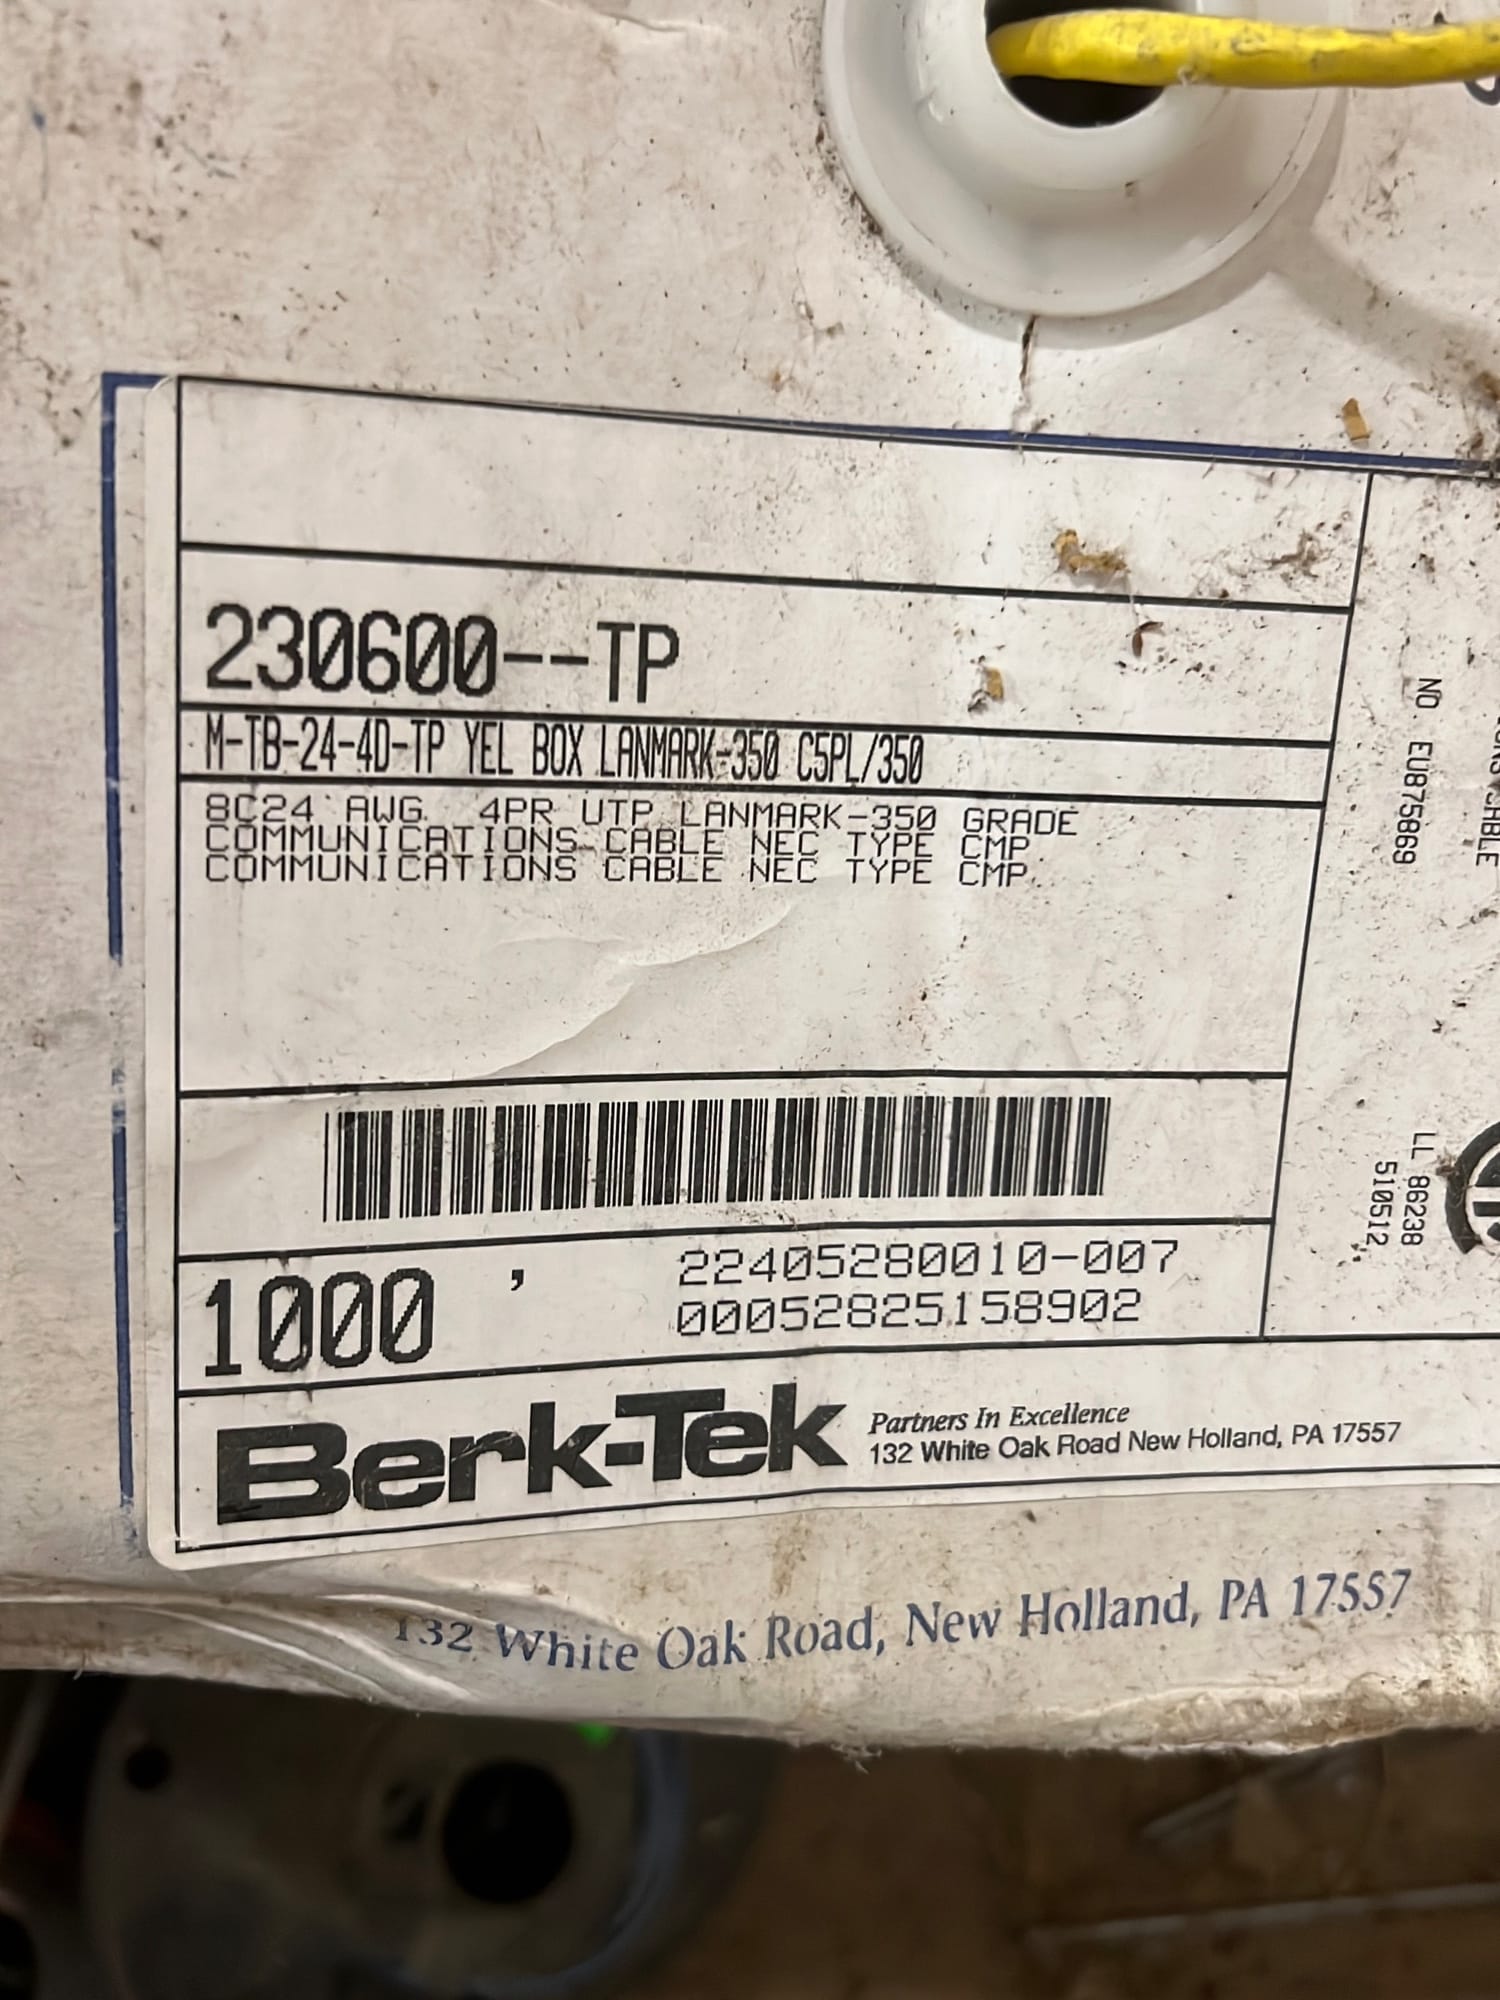 230600--TP
M-TB-24-4D-TP YEL BOX LANMARK-350 C5PL/350
8C24 AWG. 4PR UTP LANMARK-350 GRADE
COMMUNICATIONS CABLE NEC TYPE CMP
COMMUNICATIONS CABLE NEC TYPE CMP.
1000 '
22405280010-007
00052825158902
Berk-Tek
Partners In Excellence
132 White Oak Road New Holland, PA 17557
CABLE
NO EU875869
LL 86238
510512
132 White Oak Road, New Holland, PA 17557